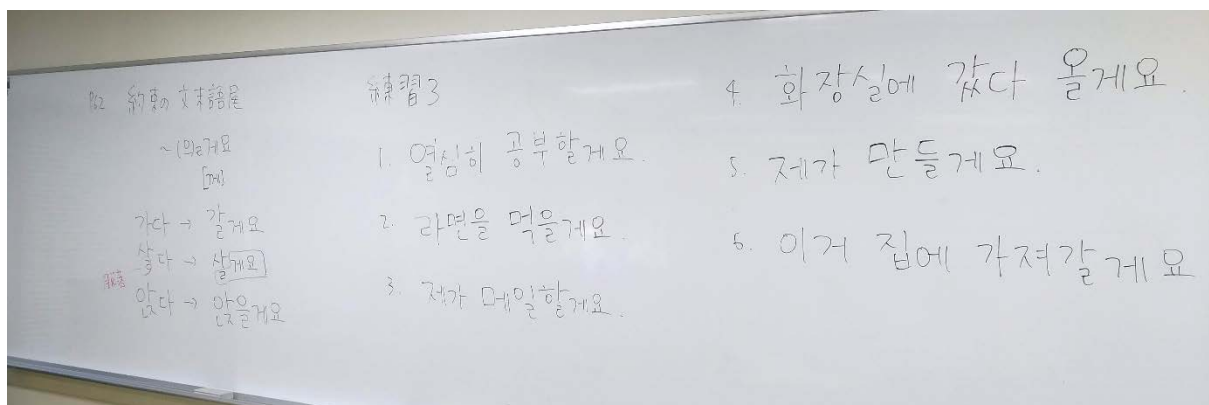 P62 約束の文末語尾
~(으)ㄹ게요
[께]
가다 → 갈게요
살다 → 살게요
앉다 → 앉을게요
練習3
1. 열심히 공부할게요.
2. 라면을 먹을게요.
3. 제가 메일할게요.
4. 화장실에 갔다 올게요.
5. 제가 만들게요.
6. 이거 집에 가져갈게요